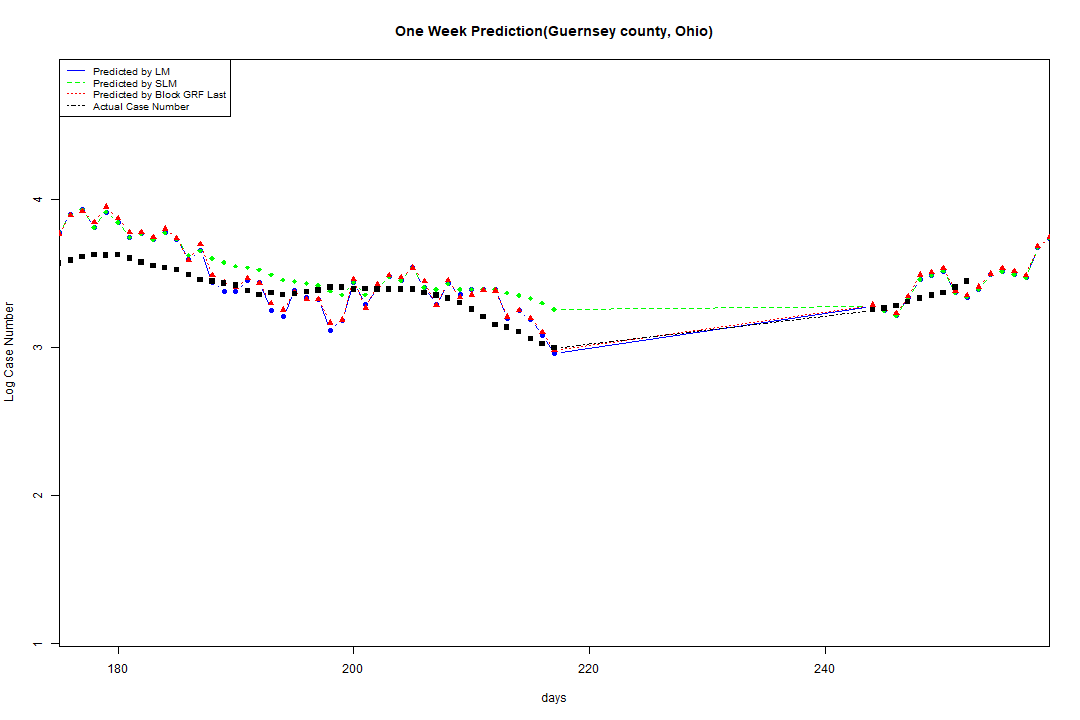 One Week Prediction(Guernsey county, Ohio)
Predicted by LM
Predicted by SLM
Predicted by Block GRF Last
Actual Case Number
Log Case Number
4
3
2
1
180
200
220
240
days